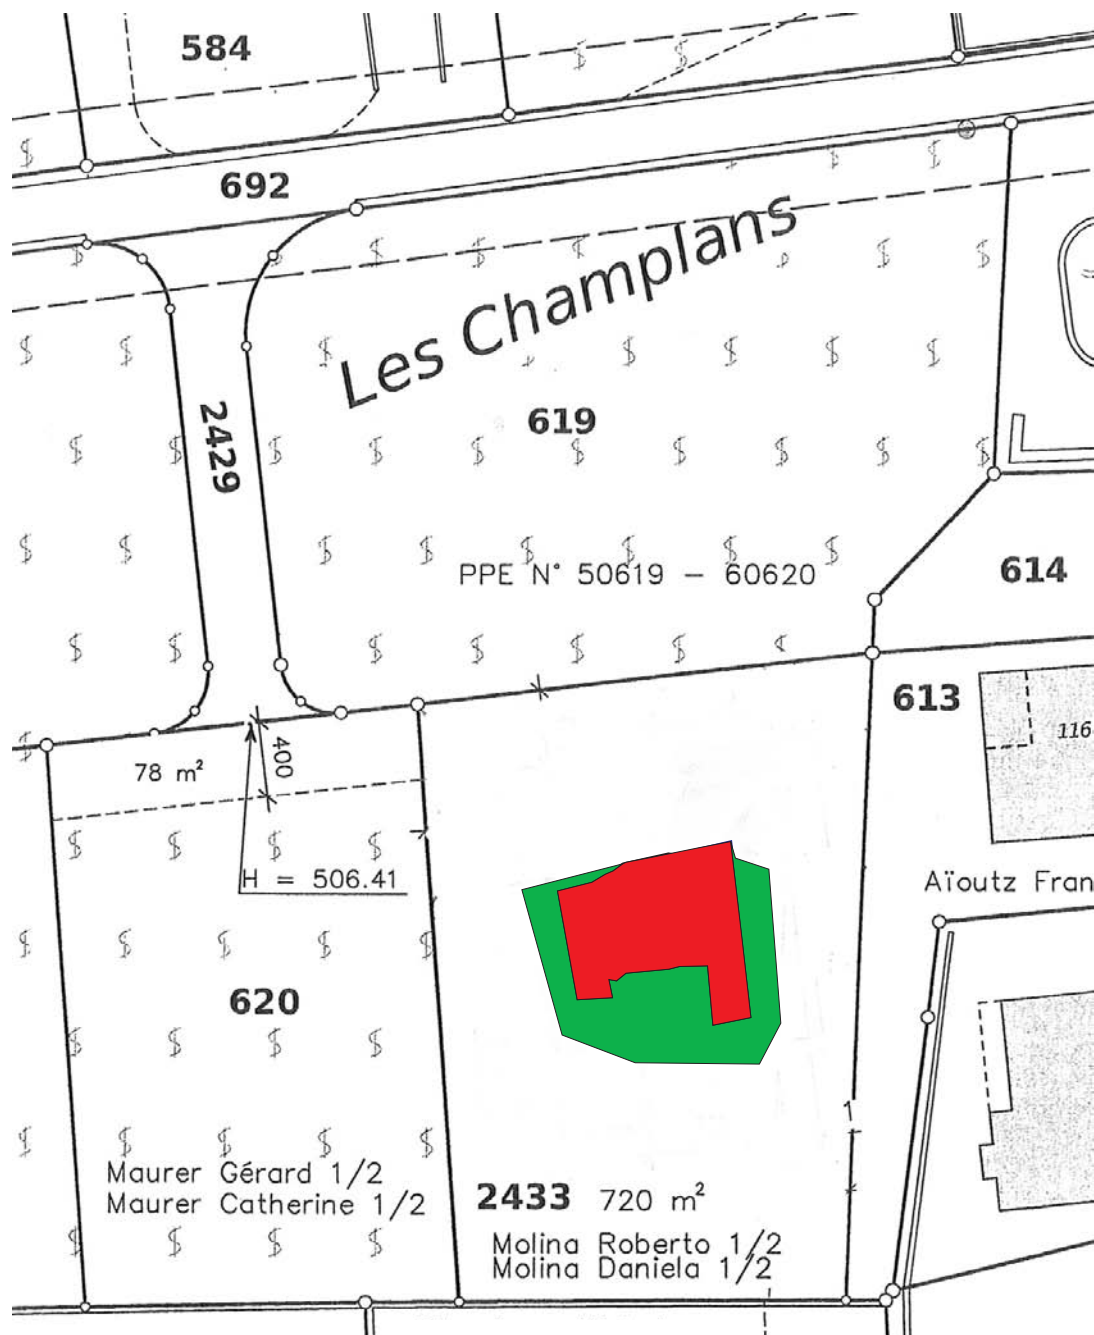 584
692
Les Champlans
2429
619
PPE N° 50619 – 60620
614
613
116
78 m²
400
H = 506.41
Aïoutz Fran
620
1
Maurer Gérard 1/2
Maurer Catherine 1/2
2433 720 m²
Molina Roberto 1/2
Molina Daniela 1/2